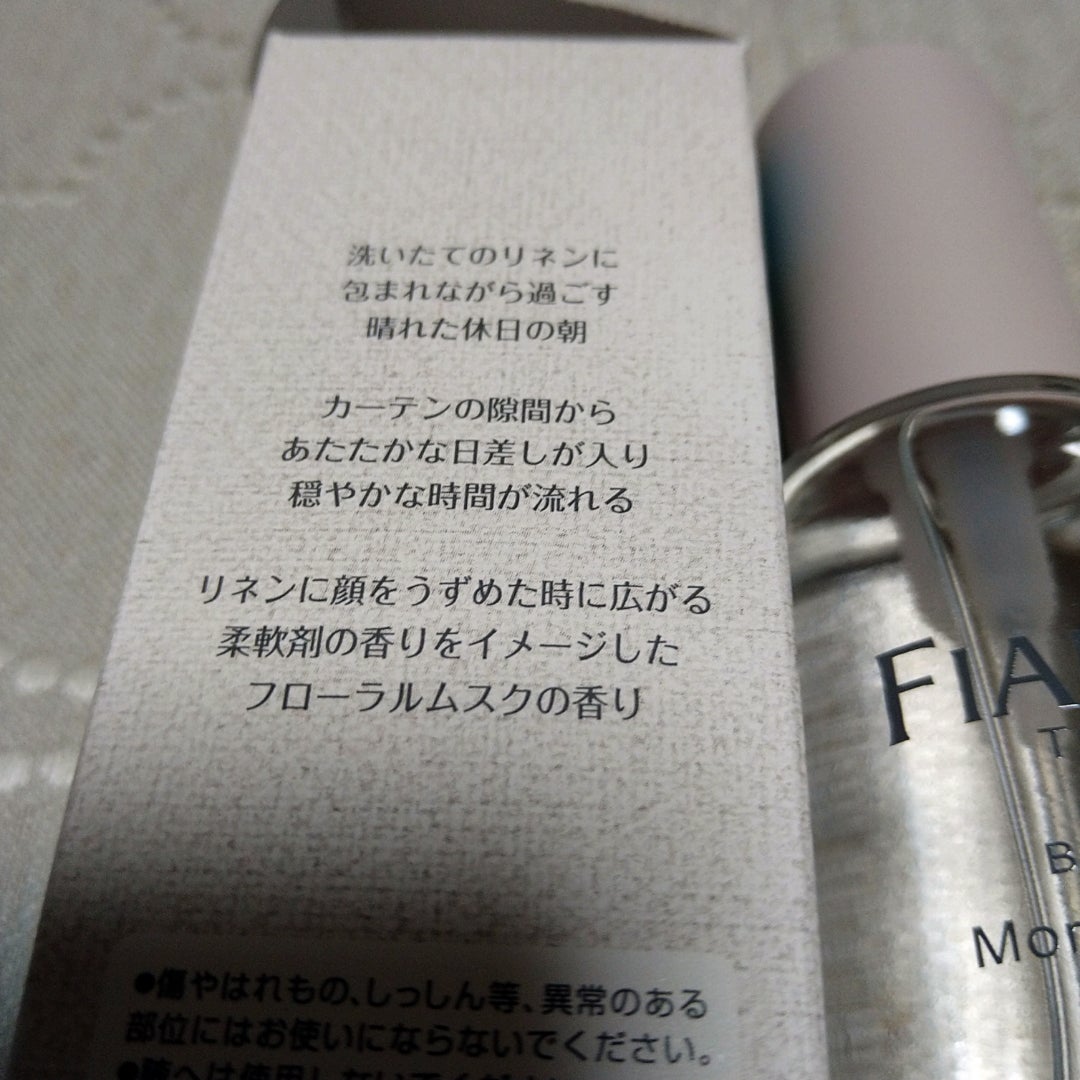 洗いたてのリネンに
包まれながら過ごす
晴れた休日の朝
カーテンの隙間から
あたたかな日差しが入り
穏やかな時間が流れる
リネンに顔をうずめた時に広がる
柔軟剤の香りをイメージした
フローラルムスクの香り
●傷やはれもの、しっしん等、異常のある
部位にはお使いにならないでください。
FIA
T
B
Mor